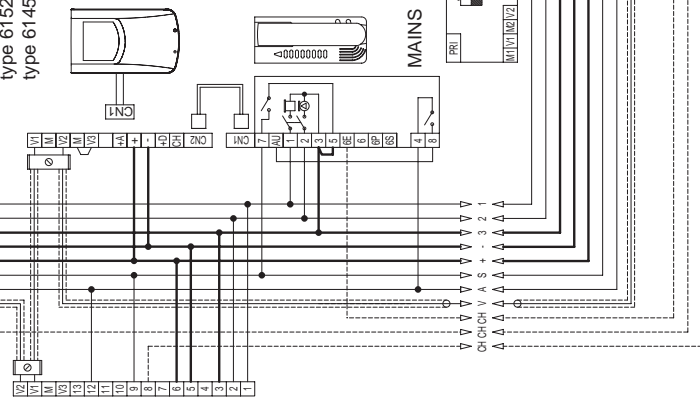 type 6152
type 6145
MAINS
PRI
M1 V1 M2 V2
CN1
V1 M V2 M V3 +A + - +D CH CN2
CN1 7 AU 1 2 3 5 6E 6 6P 6S 4 8
1
2
3
-
+
S
A
V
CH
CH
CH
V2 V1 M V3 13 12 11 10 9 8 7 6 5 4 3 2 1